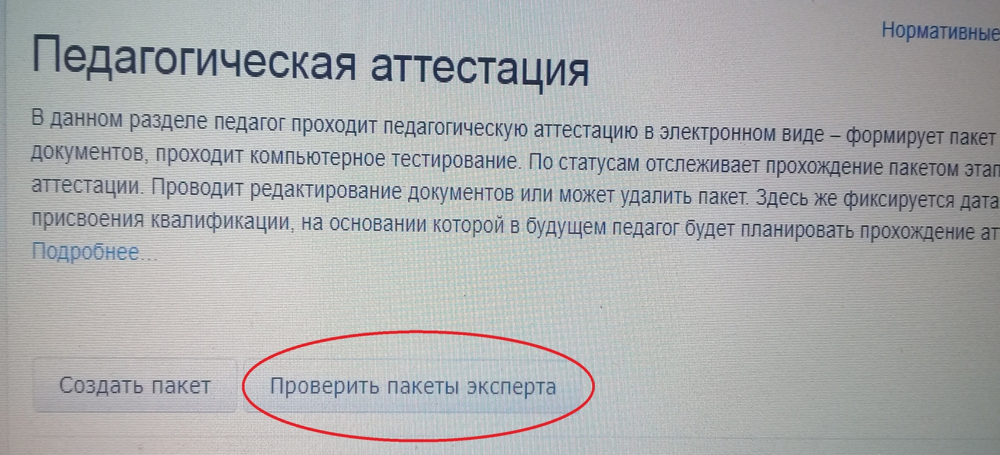 Нормативные
Педагогическая аттестация
В данном разделе педагог проходит педагогическую аттестацию в электронном виде – формирует пакет
документов, проходит компьютерное тестирование. По статусам отслеживает прохождение пакетом этап
аттестации. Проводит редактирование документов или может удалить пакет. Здесь же фиксируется дата
присвоения квалификации, на основании которой в будущем педагог будет планировать прохождение ат
Подробнее...
Создать пакет
Проверить пакеты эксперта